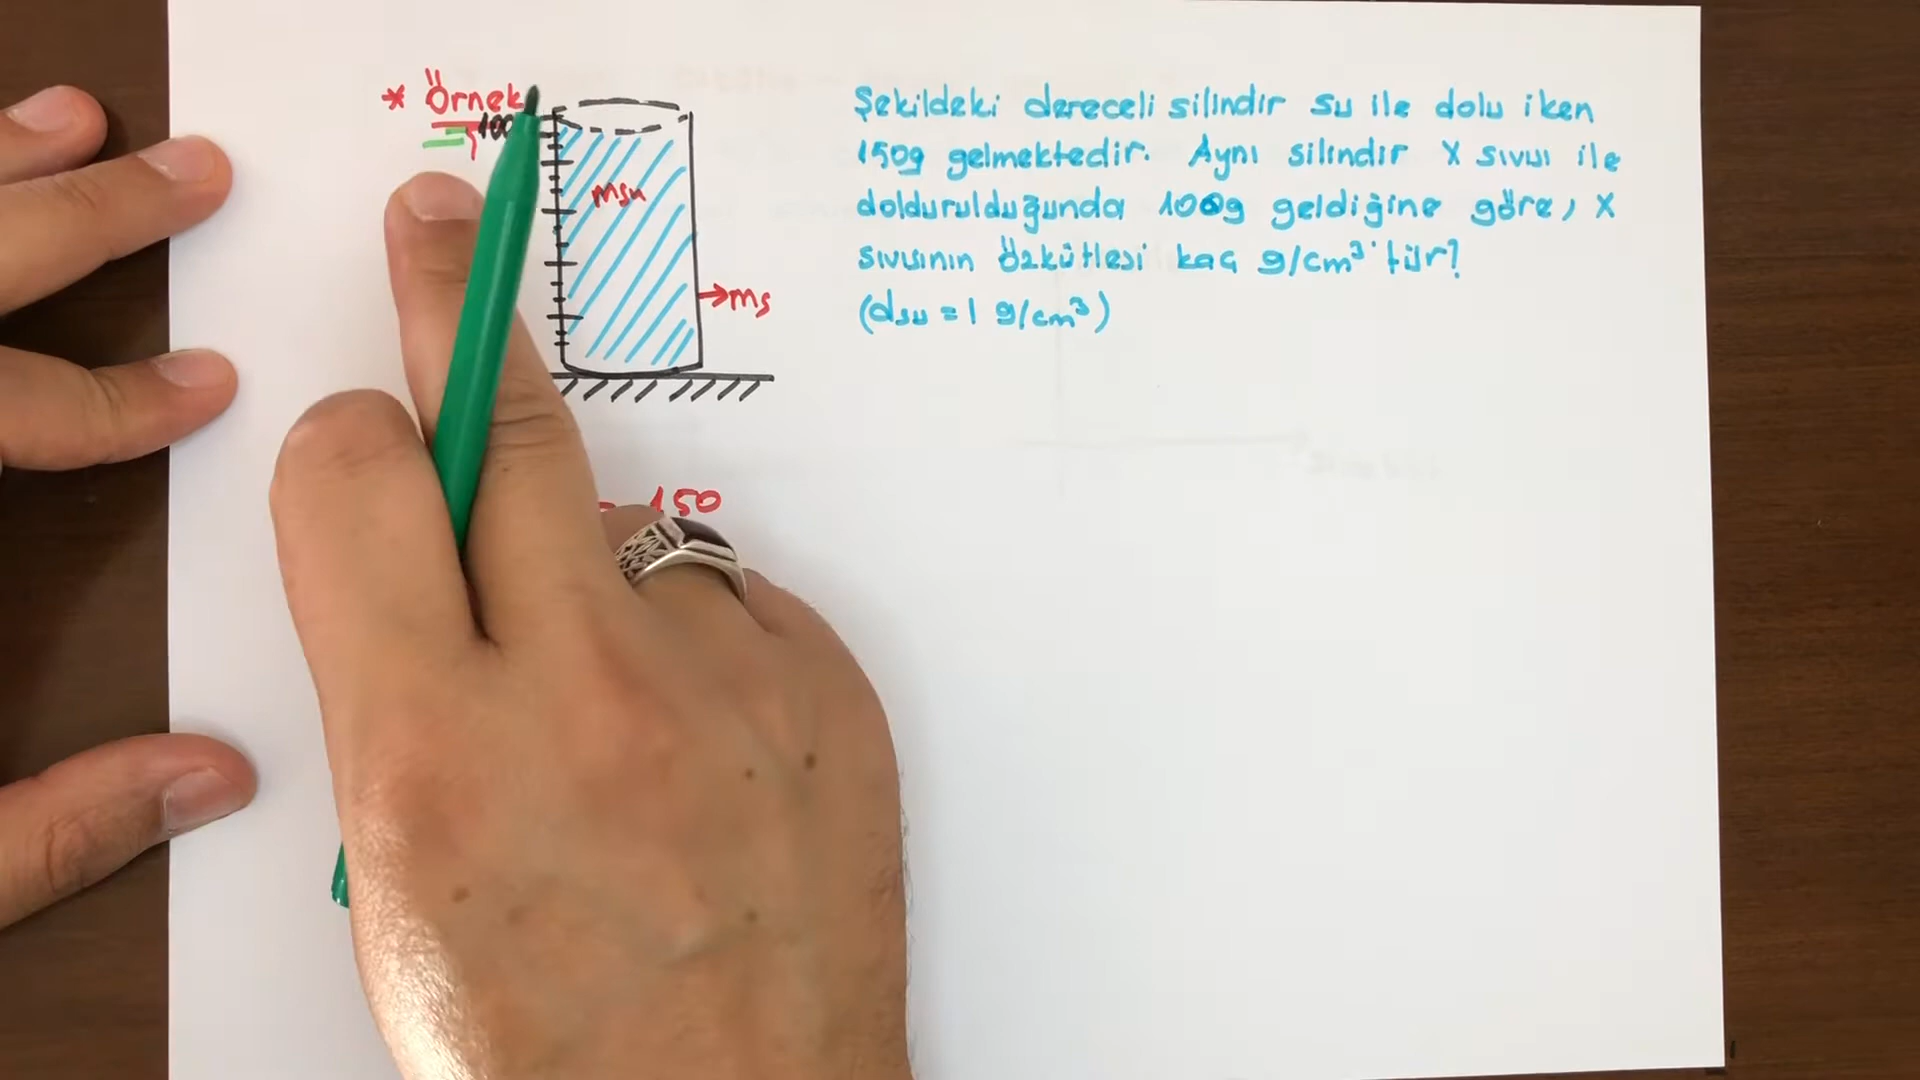 * Örnek
100
msu
ms
150
Şekildeki dereceli silindir su ile dolu iken
150g gelmektedir. Aynı silindir X sıvısı ile
doldurulduğunda 100g geldiğine göre, X
sıvısının özkütlesi kaç g/cm³'tür?
(dsu = 1 g/cm³)